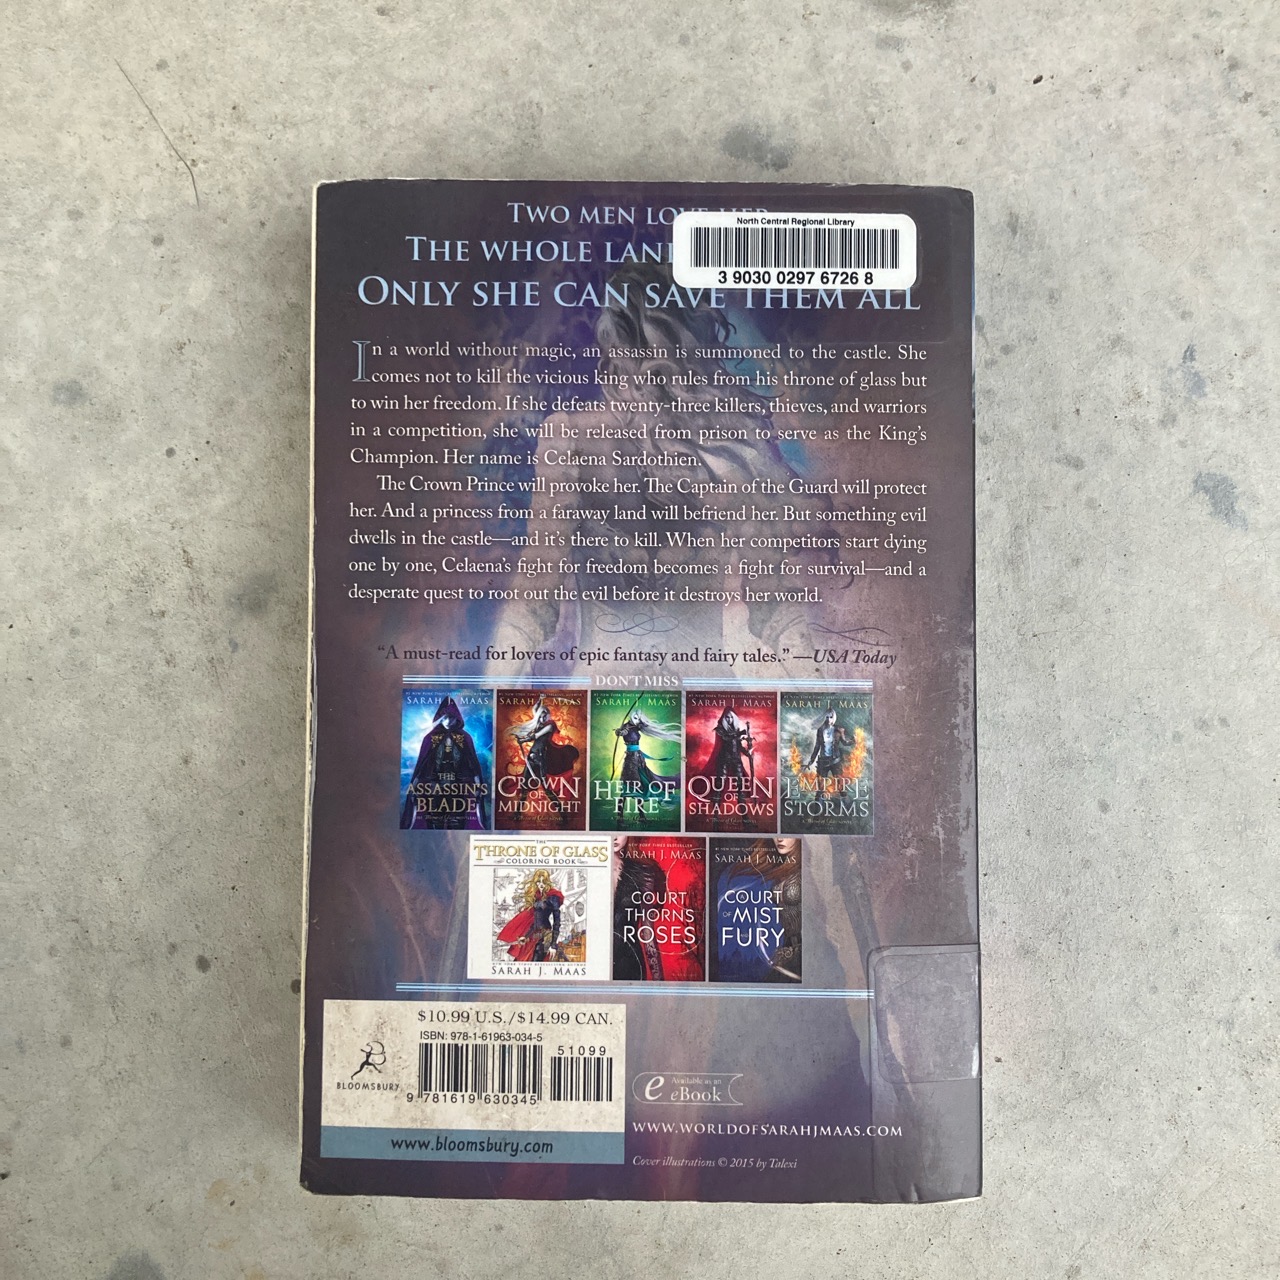 TWO MEN LOVE HER
North Central Regional Library
THE WHOLE LAND
3 9030 0297 6726 8
ONLY SHE CAN SAVE THEM ALL
In a world without magic, an assassin is summoned to the castle. She
comes not to kill the vicious king who rules from his throne of glass but
to win her freedom. If she defeats twenty-three killers, thieves, and warriors
in a competition, she will be released from prison to serve as the King's
Champion. Her name is Celaena Sardothien.
The Crown Prince will provoke her. The Captain of the Guard will protect
her. And a princess from a faraway land will befriend her. But something evil
dwells in the castle—and it's there to kill. When her competitors start dying
one by one, Celaena's fight for freedom becomes a fight for survival—and a
desperate quest to root out the evil before it destroys her world.
"A must-read for lovers of epic fantasy and fairy tales." —USA Today
DON'T MISS
SARAH J. MAAS
THE
ASSASSIN'S
BLADE
SARAH J. MAAS
CROWN
OF
MIDNIGHT
SARAH J. MAAS
HEIR OF
FIRE
SARAH J. MAAS
QUEEN
OF
SHADOWS
SARAH J. MAAS
EMPIRE
OF
STORMS
THE
THRONE OF GLASS
COLORING BOOK
SARAH J. MAAS
SARAH J. MAAS
COURT
THORNS
ROSES
SARAH J. MAAS
COURT
OF MIST
FURY
$10.99 U.S./$14.99 CAN.
ISBN: 978-1-61963-034-5
51099
BLOOMSBURY
9 781619 630345
www.bloomsbury.com
e Available as an
eBook
WWW.WORLDOFSARAHJMAAS.COM
Cover illustrations © 2015 by Talexi